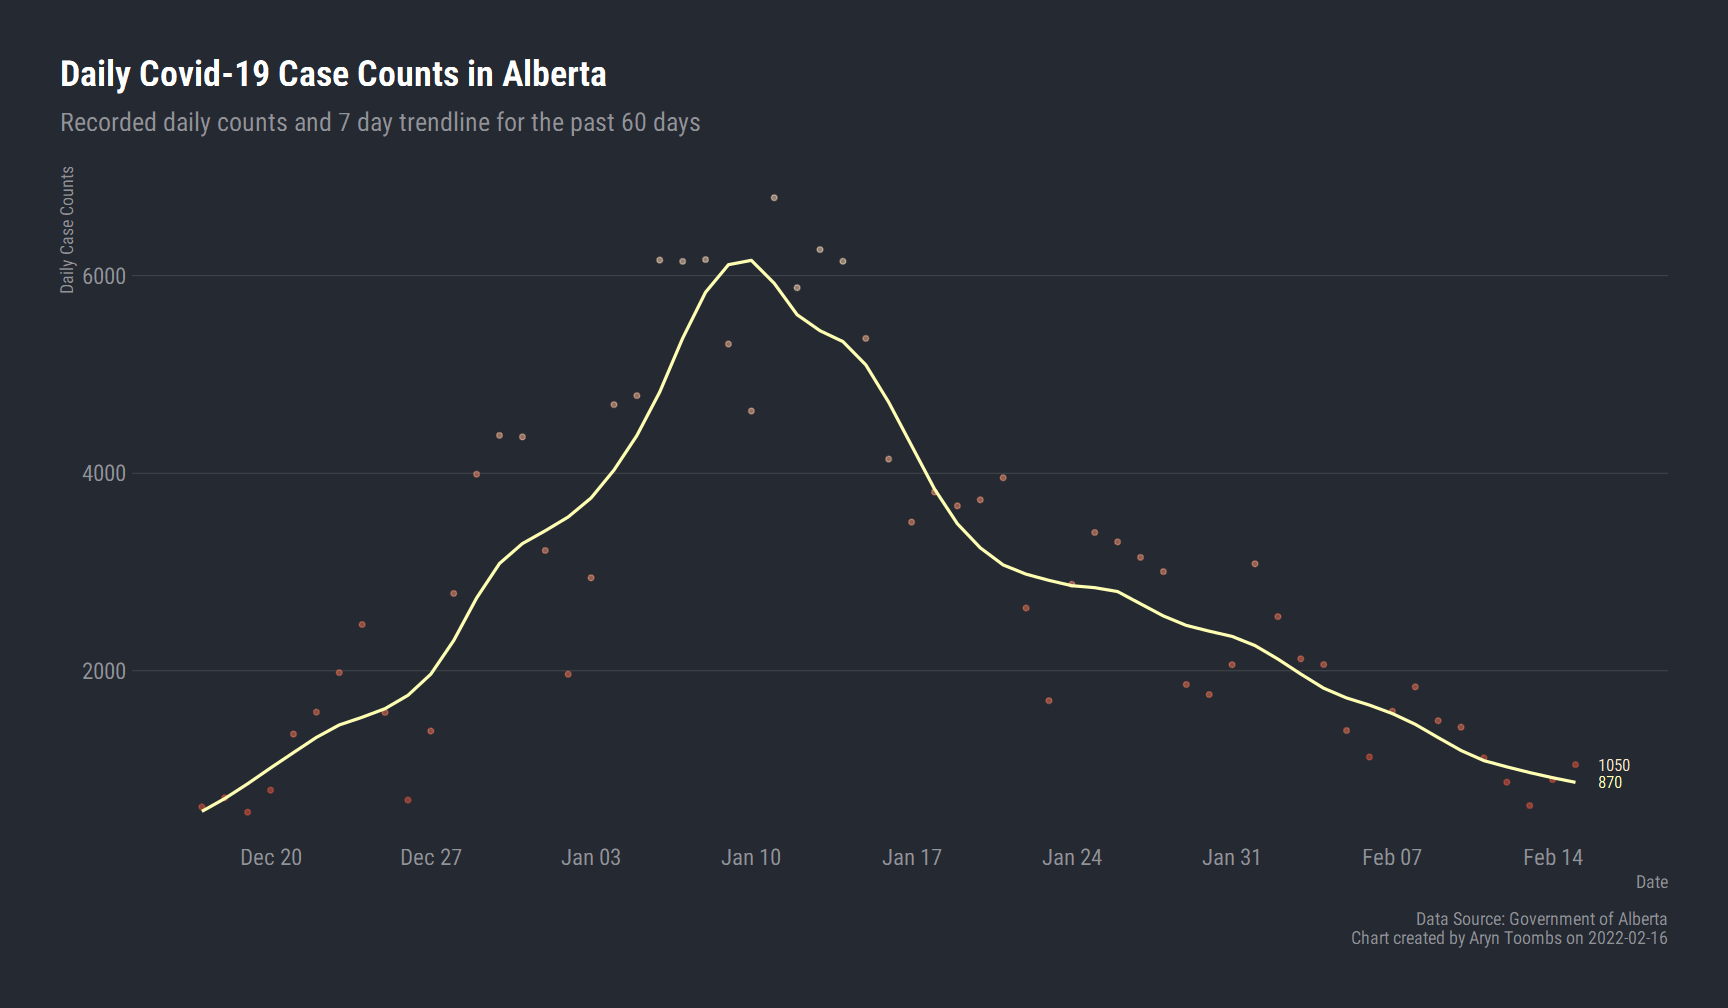 Daily Covid-19 Case Counts in Alberta
Recorded daily counts and 7 day trendline for the past 60 days
Daily Case Counts
6000
4000
2000
1050
870
Dec 20 Dec 27 Jan 03 Jan 10 Jan 17 Jan 24 Jan 31 Feb 07 Feb 14
Date
Data Source: Government of Alberta
Chart created by Aryn Toombs on 2022-02-16